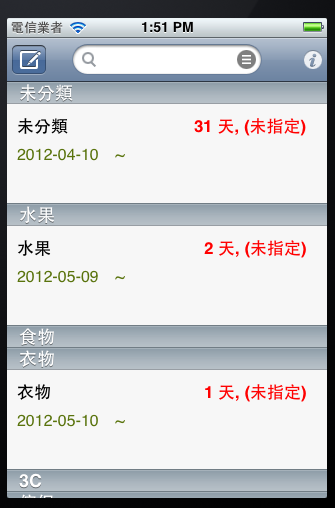 電信業者 1:51 PM
未分類
未分類 31 天, (未指定)
2012-04-10 ~
水果
水果 2 天, (未指定)
2012-05-09 ~
食物
衣物
衣物 1 天, (未指定)
2012-05-10 ~
3C